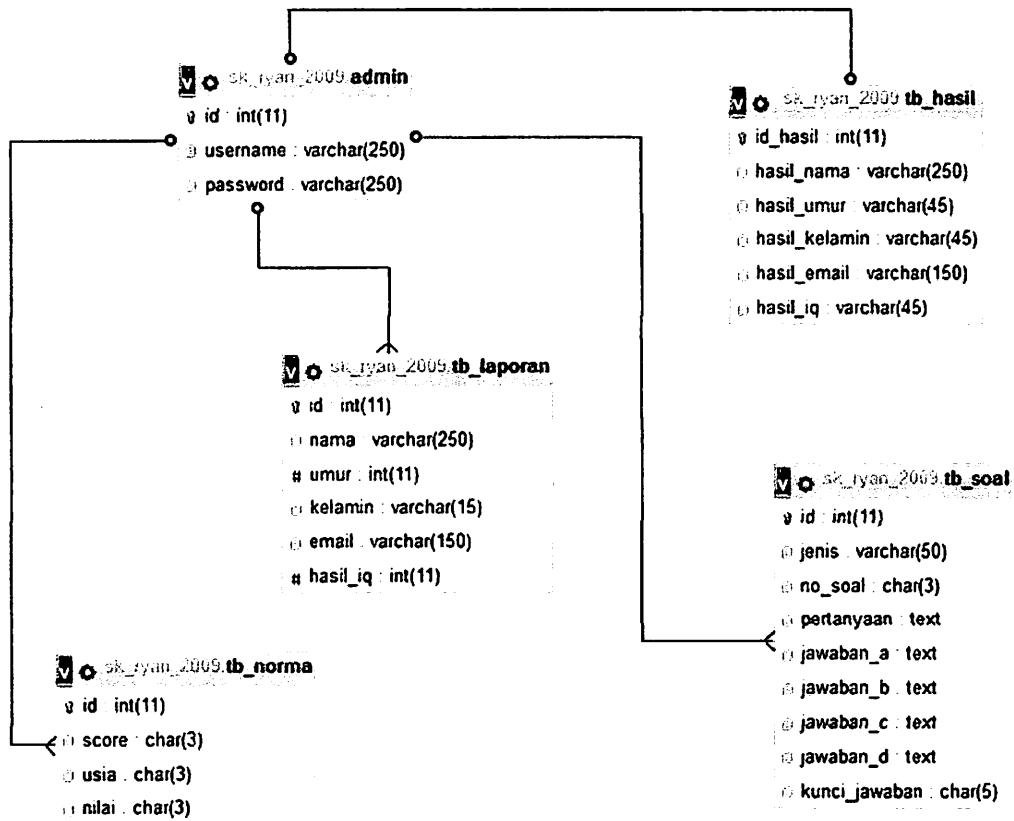 sk_ryan_2009.admin
id : int(11)
username : varchar(250)
password : varchar(250)
sk_ryan_2009.tb_hasil
id_hasil : int(11)
hasil_nama : varchar(250)
hasil_umur : varchar(45)
hasil_kelamin : varchar(45)
hasil_email : varchar(150)
hasil_iq : varchar(45)
sk_ryan_2009.tb_laporan
id : int(11)
nama : varchar(250)
# umur : int(11)
kelamin : varchar(15)
email : varchar(150)
# hasil_iq : int(11)
sk_ryan_2009.tb_soal
id : int(11)
jenis : varchar(50)
no_soal : char(3)
pertanyaan : text
jawaban_a : text
jawaban_b : text
jawaban_c : text
jawaban_d : text
kunci_jawaban : char(5)
sk_ryan_2009.tb_norma
id : int(11)
score : char(3)
usia : char(3)
nilai : char(3)